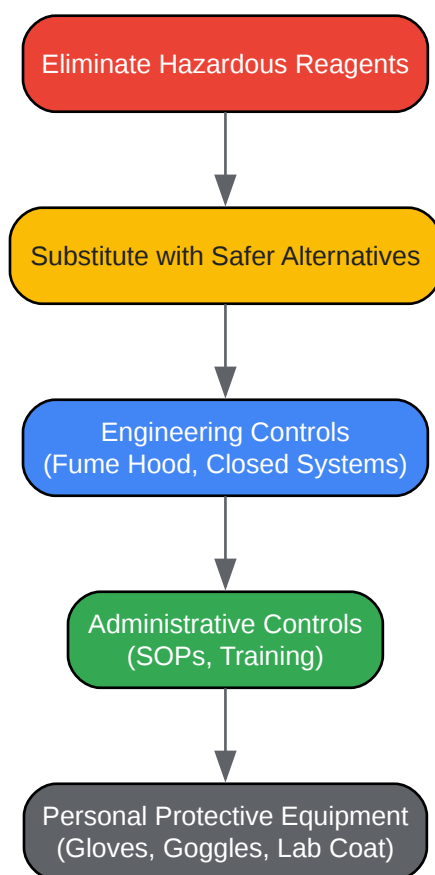 Eliminate Hazardous Reagents
Substitute with Safer Alternatives
Engineering Controls
(Fume Hood, Closed Systems)
Administrative Controls
(SOPs, Training)
Personal Protective Equipment
(Gloves, Goggles, Lab Coat)